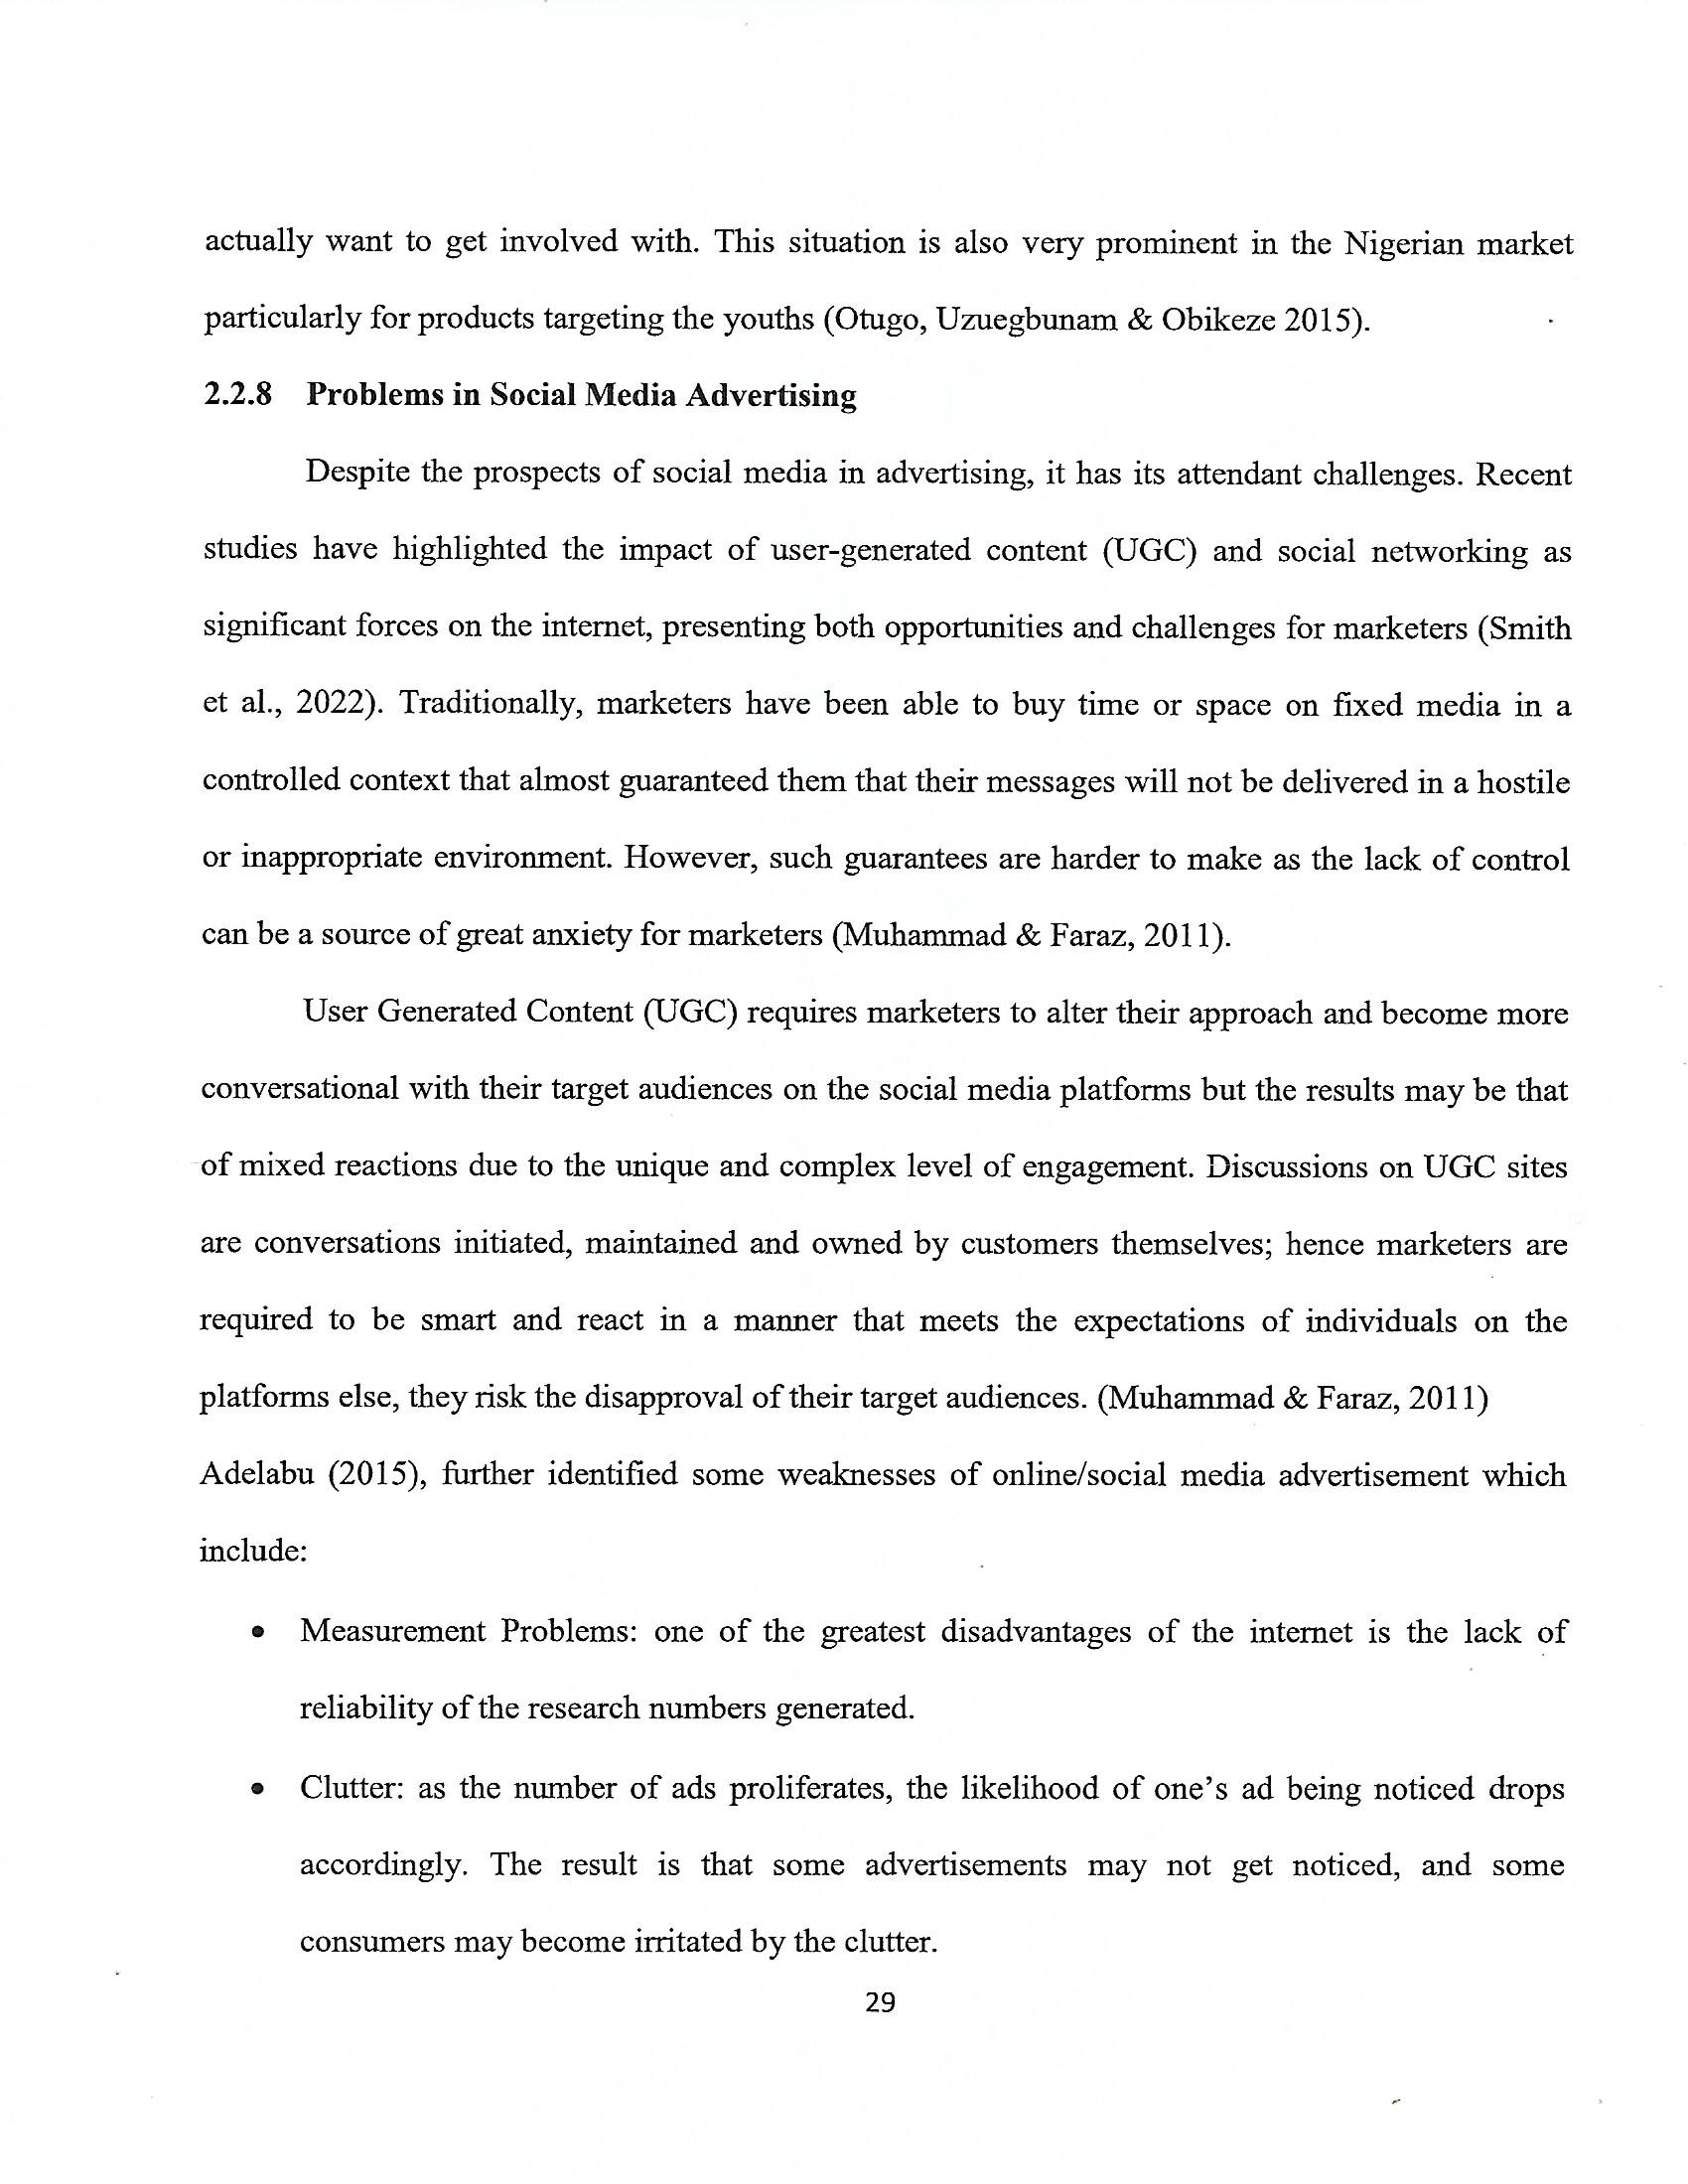 actually want to get involved with. This situation is also very prominent in the Nigerian market
particularly for products targeting the youths (Otugo, Uzuegbunam & Obikeze 2015).
2.2.8 Problems in Social Media Advertising
Despite the prospects of social media in advertising, it has its attendant challenges. Recent
studies have highlighted the impact of user-generated content (UGC) and social networking as
significant forces on the internet, presenting both opportunities and challenges for marketers (Smith
et al., 2022). Traditionally, marketers have been able to buy time or space on fixed media in a
controlled context that almost guaranteed them that their messages will not be delivered in a hostile
or inappropriate environment. However, such guarantees are harder to make as the lack of control
can be a source of great anxiety for marketers (Muhammad & Faraz, 2011).
User Generated Content (UGC) requires marketers to alter their approach and become more
conversational with their target audiences on the social media platforms but the results may be that
of mixed reactions due to the unique and complex level of engagement. Discussions on UGC sites
are conversations initiated, maintained and owned by customers themselves; hence marketers are
required to be smart and react in a manner that meets the expectations of individuals on the
platforms else, they risk the disapproval of their target audiences. (Muhammad & Faraz, 2011)
Adelabu (2015), further identified some weaknesses of online/social media advertisement which
include:
• Measurement Problems: one of the greatest disadvantages of the internet is the lack of
reliability of the research numbers generated.
• Clutter: as the number of ads proliferates, the likelihood of one's ad being noticed drops
accordingly. The result is that some advertisements may not get noticed, and some
consumers may become irritated by the clutter.
29